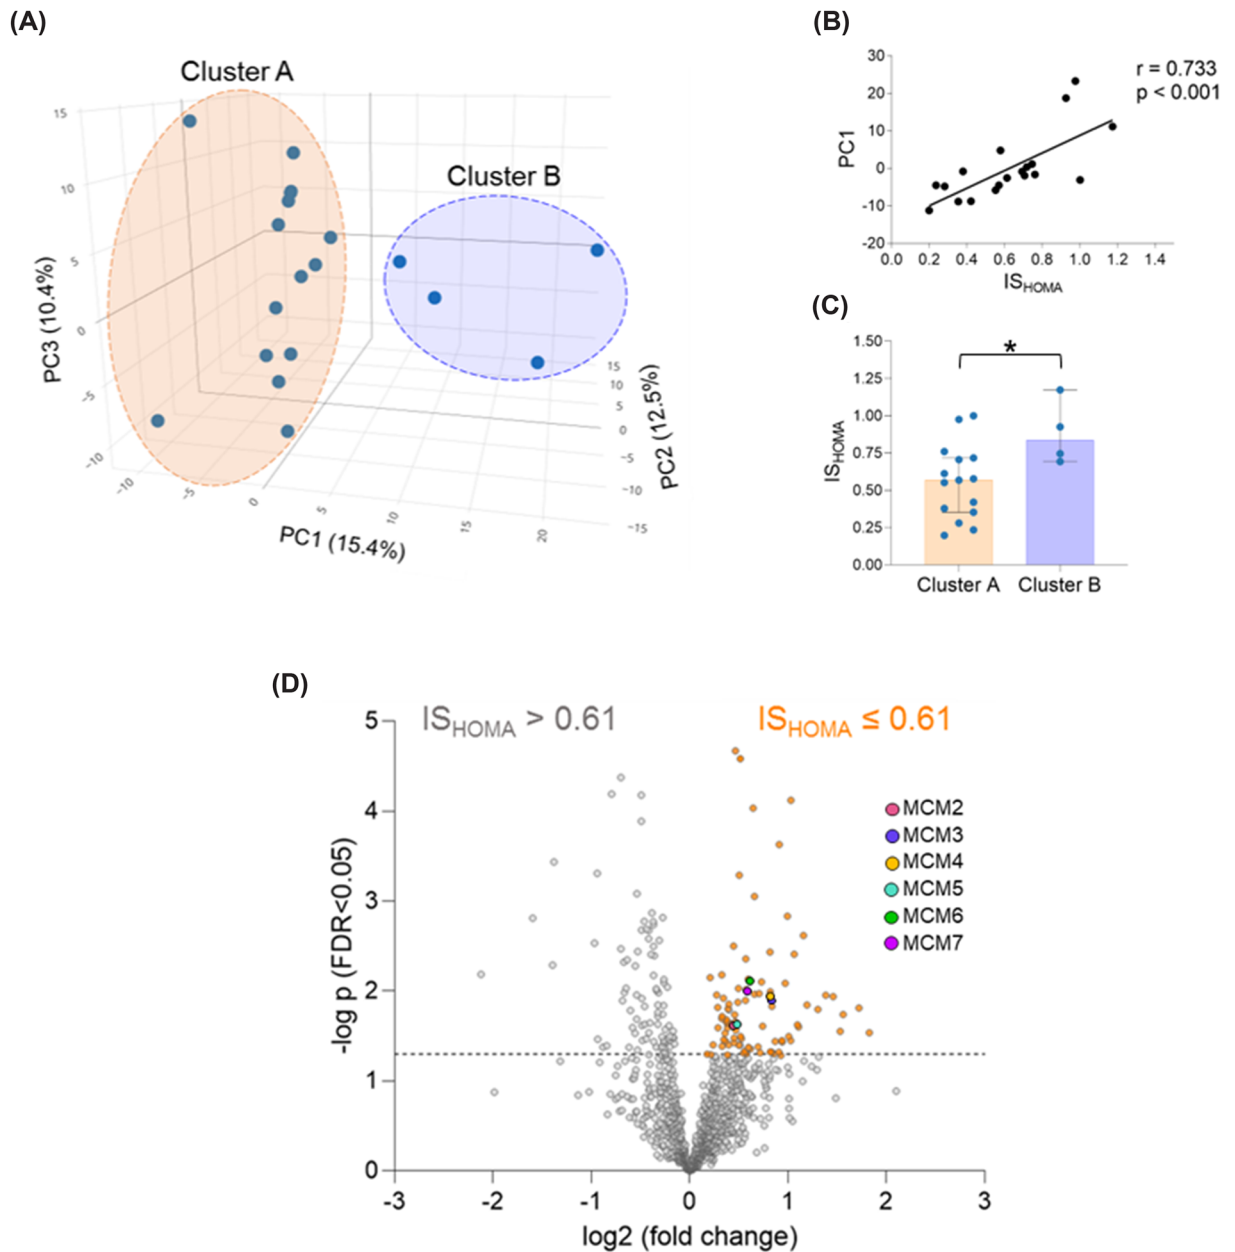 (A)
Cluster A
Cluster B
15
10
5
0
−5
−10
PC3 (10.4%)
−10
−5
0
5
10
15
20
PC1 (15.4%)
15
10
5
0
−5
−10
−15
PC2 (12.5%)
(B)
30
20
10
0
-10
-20
PC1
0.0 0.2 0.4 0.6 0.8 1.0 1.2 1.4
ISHOMA
r = 0.733
p < 0.001
(C)
1.50
1.25
1.00
0.75
0.50
0.25
0.00
ISHOMA
*
Cluster A Cluster B
(D)
ISHOMA > 0.61
ISHOMA ≤ 0.61
5
4
3
2
1
0
-log p (FDR<0.05)
MCM2
MCM3
MCM4
MCM5
MCM6
MCM7
-3 -2 -1 0 1 2 3
log2 (fold change)